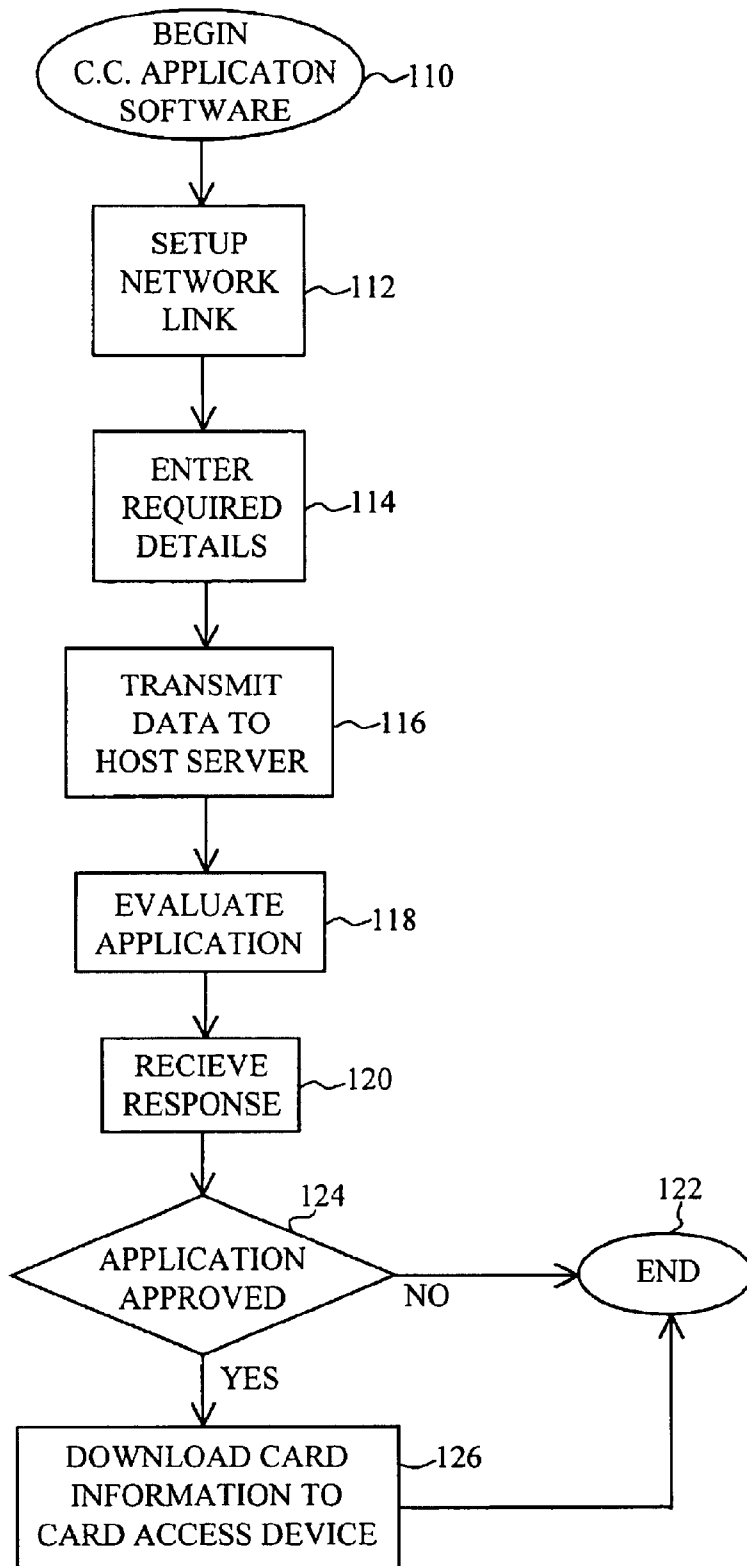 BEGIN
C.C. APPLICATON
SOFTWARE
110
SETUP
NETWORK
LINK
112
ENTER
REQUIRED
DETAILS
114
TRANSMIT
DATA TO
HOST SERVER
116
EVALUATE
APPLICATION
118
RECIEVE
RESPONSE
120
124
APPLICATION
APPROVED
NO
122
END
YES
DOWNLOAD CARD
INFORMATION TO
CARD ACCESS DEVICE
126